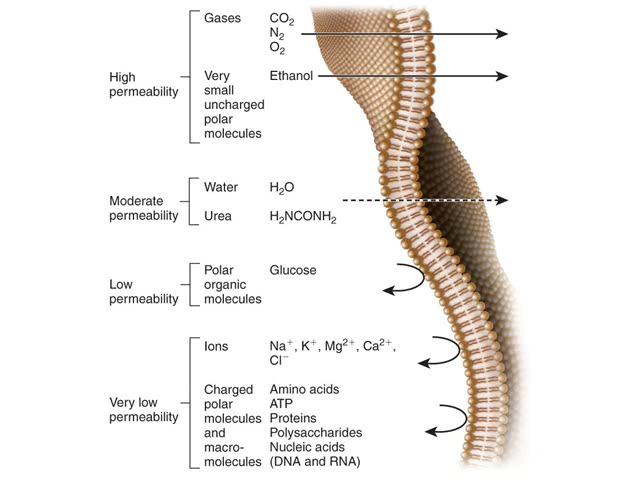 High
permeability
Gases
CO₂
N₂
O₂
Very
small
uncharged
polar
molecules
Ethanol
Moderate
permeability
Water
H₂O
Urea
H₂NCONH₂
Low
permeability
Polar
organic
molecules
Glucose
Very low
permeability
Ions
Na⁺, K⁺, Mg²⁺, Ca²⁺,
Cl⁻
Charged
polar
molecules
and
macro-
molecules
Amino acids
ATP
Proteins
Polysaccharides
Nucleic acids
(DNA and RNA)